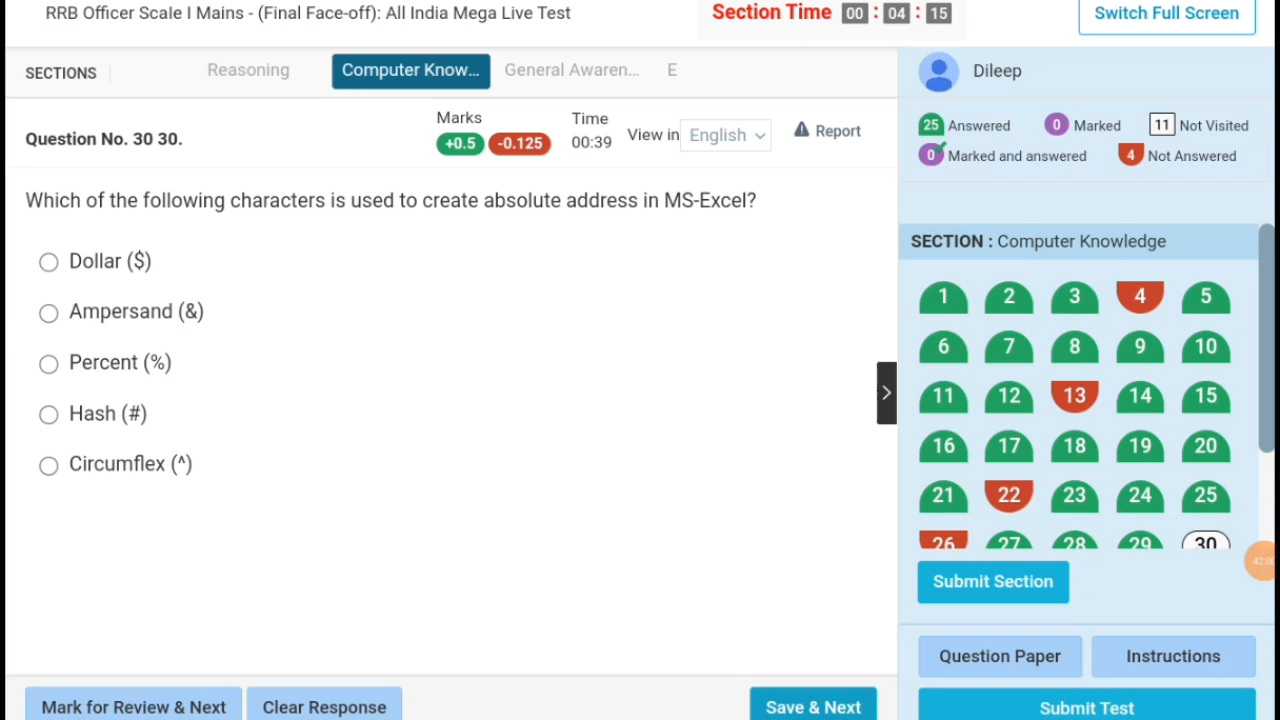 RRB Officer Scale I Mains - (Final Face-off): All India Mega Live Test
Section Time 00 : 04 : 15
Switch Full Screen
SECTIONS
Reasoning
Computer Know...
General Awaren...
E
Dileep
Question No. 30 30.
Marks
+0.5 -0.125
Time
00:39
View in English
Report
25 Answered
0 Marked
11 Not Visited
0 Marked and answered
4 Not Answered
Which of the following characters is used to create absolute address in MS-Excel?
Dollar ($)
Ampersand (&)
Percent (%)
Hash (#)
Circumflex (^)
SECTION : Computer Knowledge
1 2 3 4 5
6 7 8 9 10
11 12 13 14 15
16 17 18 19 20
21 22 23 24 25
26 27 28 29 30
Submit Section
Question Paper
Instructions
Mark for Review & Next
Clear Response
Save & Next
Submit Test